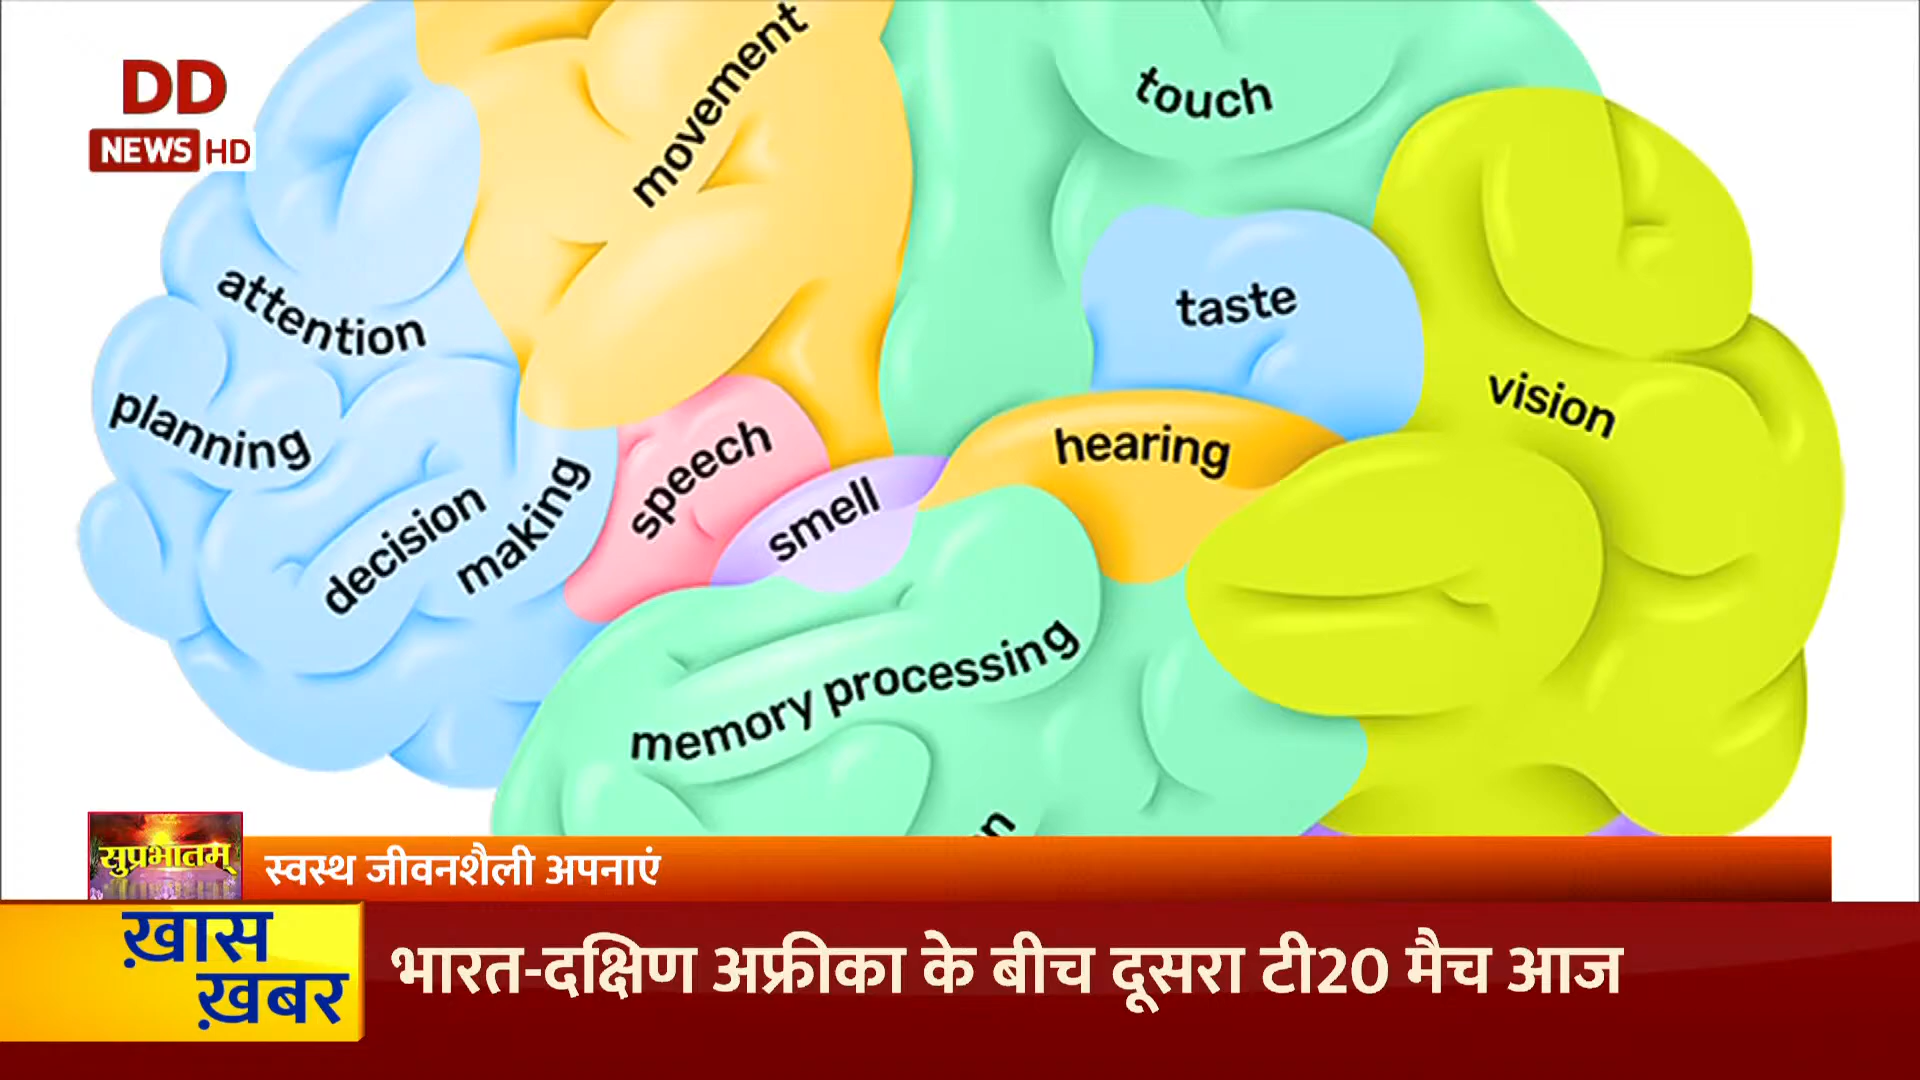 DD
NEWS HD
movement
touch
attention
taste
planning
vision
speech
hearing
decision
making
smell
memory processing
सुप्रभातम्
स्वस्थ जीवनशैली अपनाएं
ख़ास
ख़बर
भारत-दक्षिण अफ्रीका के बीच दूसरा टी20 मैच आज